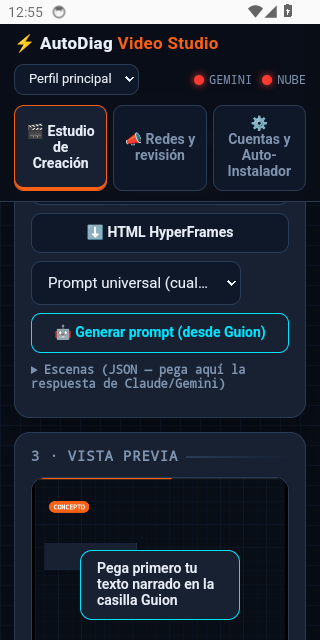 12:55
⚡ AutoDiag Video Studio
Perfil principal
GEMINI NUBE
🎬 Estudio
de
Creación
📣 Redes y
revisión
⚙️
Cuentas y
Auto-
Instalador
⬇️ HTML HyperFrames
Prompt universal (cual...
🤖 Generar prompt (desde Guion)
▶ Escenas (JSON — pega aquí la
respuesta de Claude/Gemini)
3 · VISTA PREVIA
CONCEPTO
Pega primero tu
texto narrado en la
casilla Guion